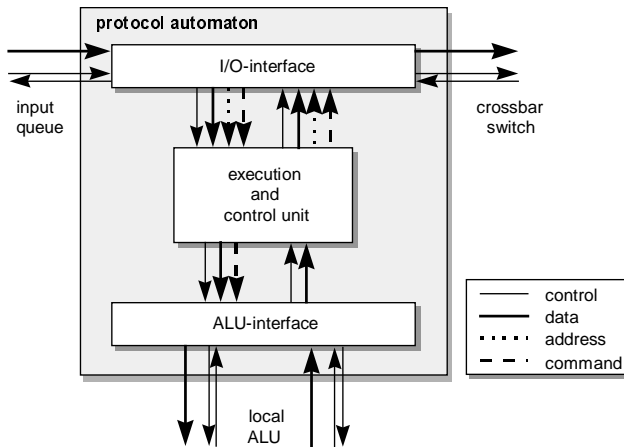 protocol automaton
I/O-interface
input
queue
crossbar
switch
execution
and
control unit
ALU-interface
control
data
address
command
local
ALU